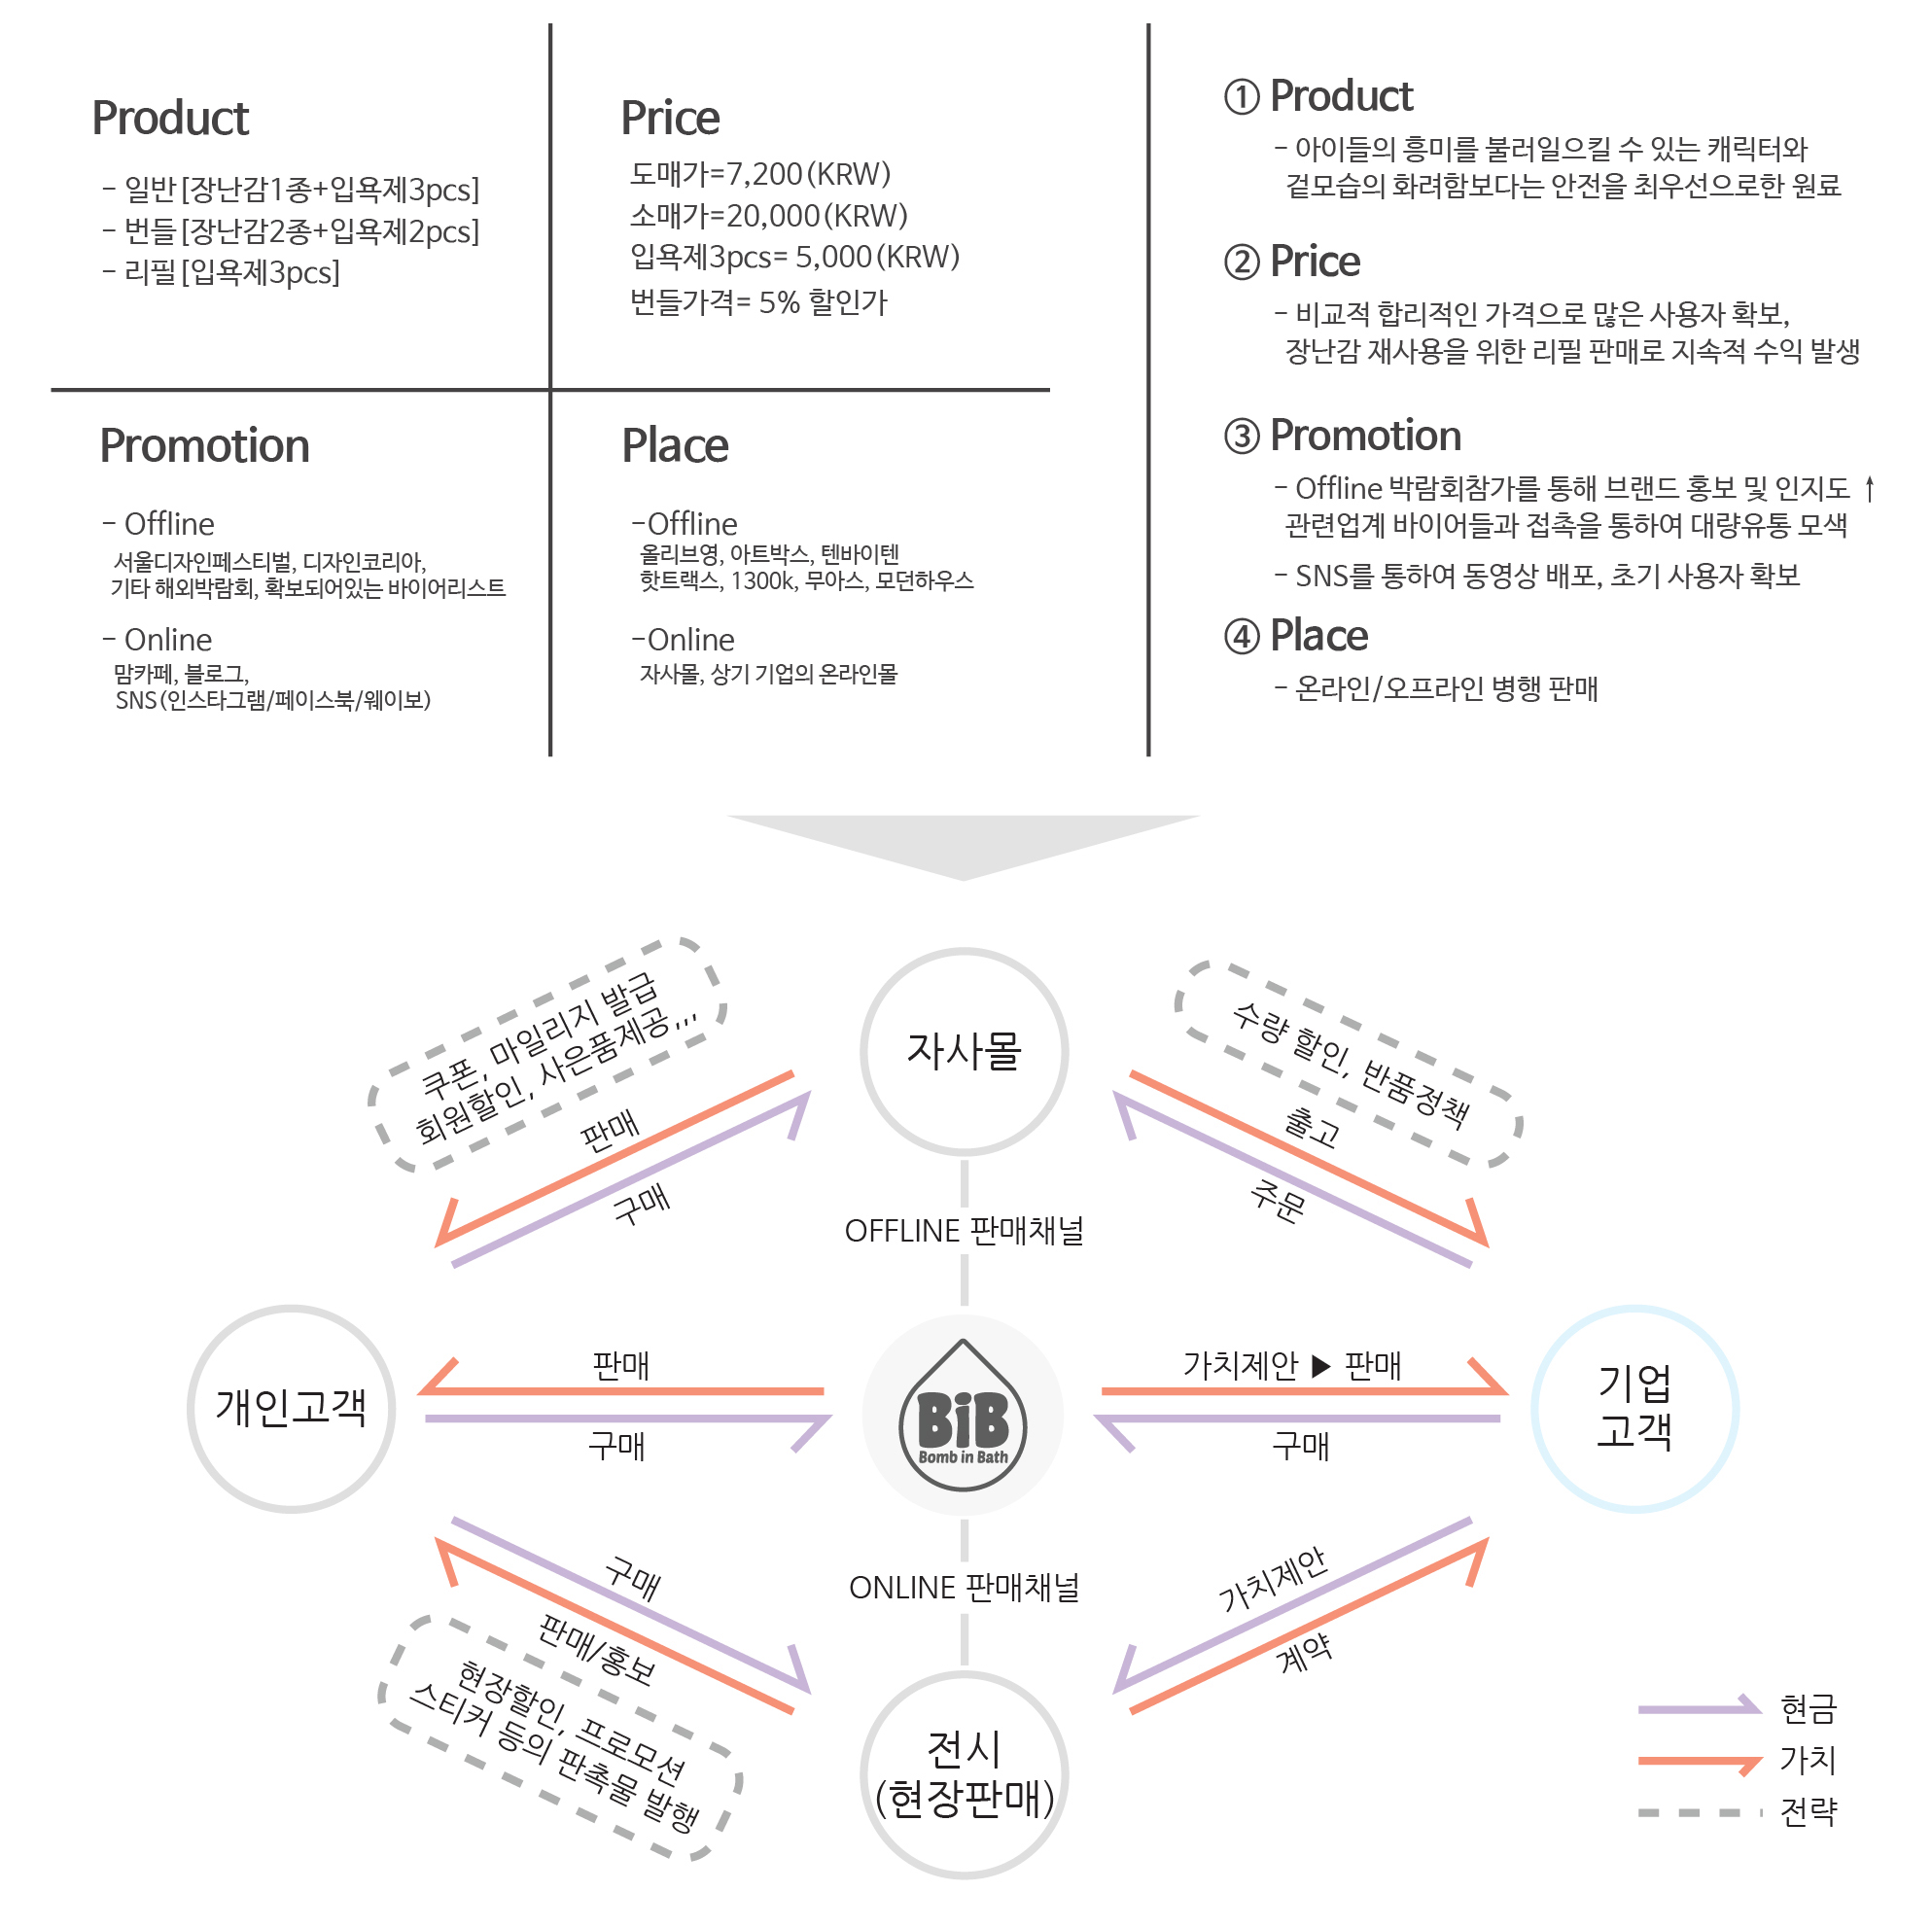 Product
- 일반[장난감1종+입욕제3pcs]
- 번들[장난감2종+입욕제2pcs]
- 리필[입욕제3pcs]
Price
도매가=7,200(KRW)
소매가=20,000(KRW)
입욕제3pcs= 5,000(KRW)
번들가격= 5% 할인가
Promotion
- Offline
서울디자인페스티벌, 디자인코리아,
기타 해외박람회, 확보되어있는 바이어리스트
- Online
맘카페, 블로그,
SNS(인스타그램/페이스북/웨이보)
Place
-Offline
올리브영, 아트박스, 텐바이텐
핫트랙스, 1300k, 무아스, 모던하우스
-Online
자사몰, 상기 기업의 온라인몰
① Product
- 아이들의 흥미를 불러일으킬 수 있는 캐릭터와
겉모습의 화려함보다는 안전을 최우선으로한 원료
② Price
- 비교적 합리적인 가격으로 많은 사용자 확보,
장난감 재사용을 위한 리필 판매로 지속적 수익 발생
③ Promotion
- Offline 박람회참가를 통해 브랜드 홍보 및 인지도 ↑
관련업계 바이어들과 접촉을 통하여 대량유통 모색
- SNS를 통하여 동영상 배포, 초기 사용자 확보
④ Place
- 온라인/오프라인 병행 판매
쿠폰, 마일리지 발급
회원할인, 사은품제공,,,
판매
구매
자사몰
수량 할인, 반품정책
출고
주문
OFFLINE 판매채널
개인고객
판매
구매
BiB
Bomb in Bath
가치제안 ▶ 판매
구매
기업
고객
ONLINE 판매채널
구매
판매/홍보
현장할인, 프로모션
스티커 등의 판촉물 발행
가치제안
계약
전시
(현장판매)
현금
가치
전략